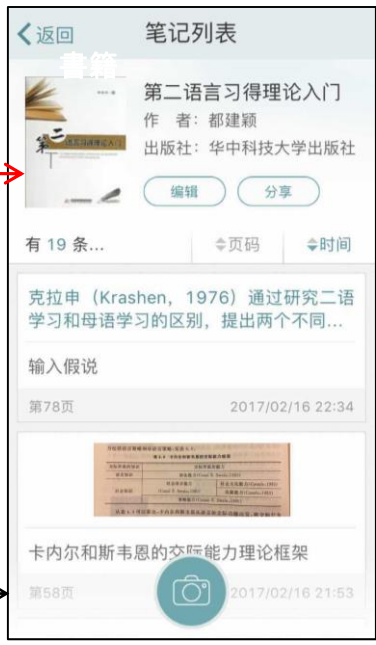 返回
笔记列表
書籍
第二语言习得理论入门
作 者：都建颖
出版社：华中科技大学出版社
编辑
分享
有 19 条...
页码
时间
克拉申（Krashen，1976）通过研究二语
学习和母语学习的区别，提出两个不同...
输入假说
第78页
2017/02/16 22:34
卡内尔和斯韦恩的交际能力理论框架
第58页
2017/02/16 21:53